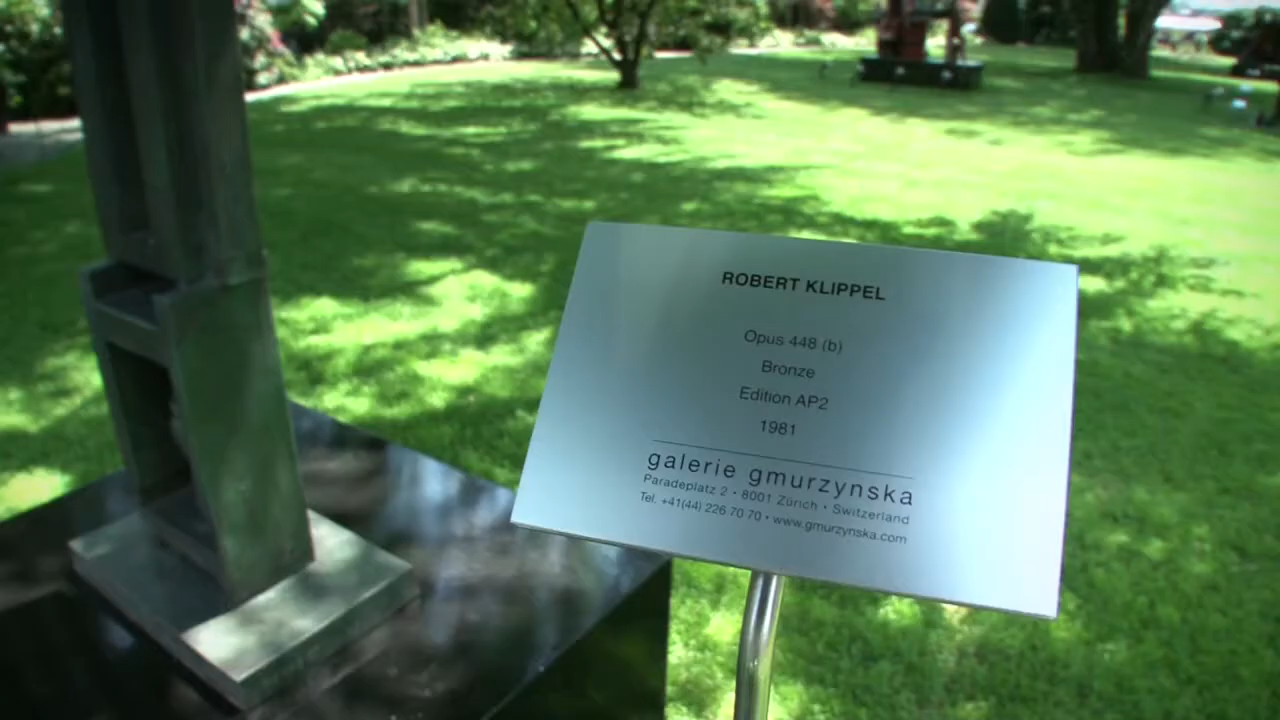 ROBERT KLIPPEL
Opus 448 (b)
Bronze
Edition AP2
1981
galerie gmurzynska
Paradeplatz 2 • 8001 Zürich • Switzerland
Tel. +41(44) 226 70 70 • www.gmurzynska.com